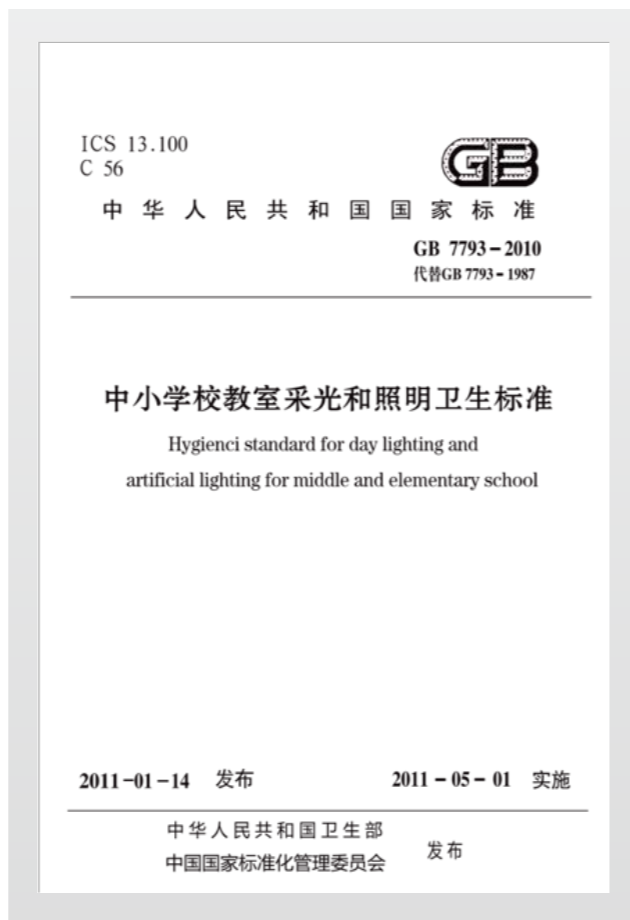 ICS 13.100
C 56
GB
中华人民共和国国家标准
GB 7793-2010
代替GB 7793-1987
中小学校教室采光和照明卫生标准
Hygienci standard for day lighting and
artificial lighting for middle and elementary school
2011-01-14 发布
2011-05-01 实施
中华人民共和国卫生部
中国国家标准化管理委员会
发布